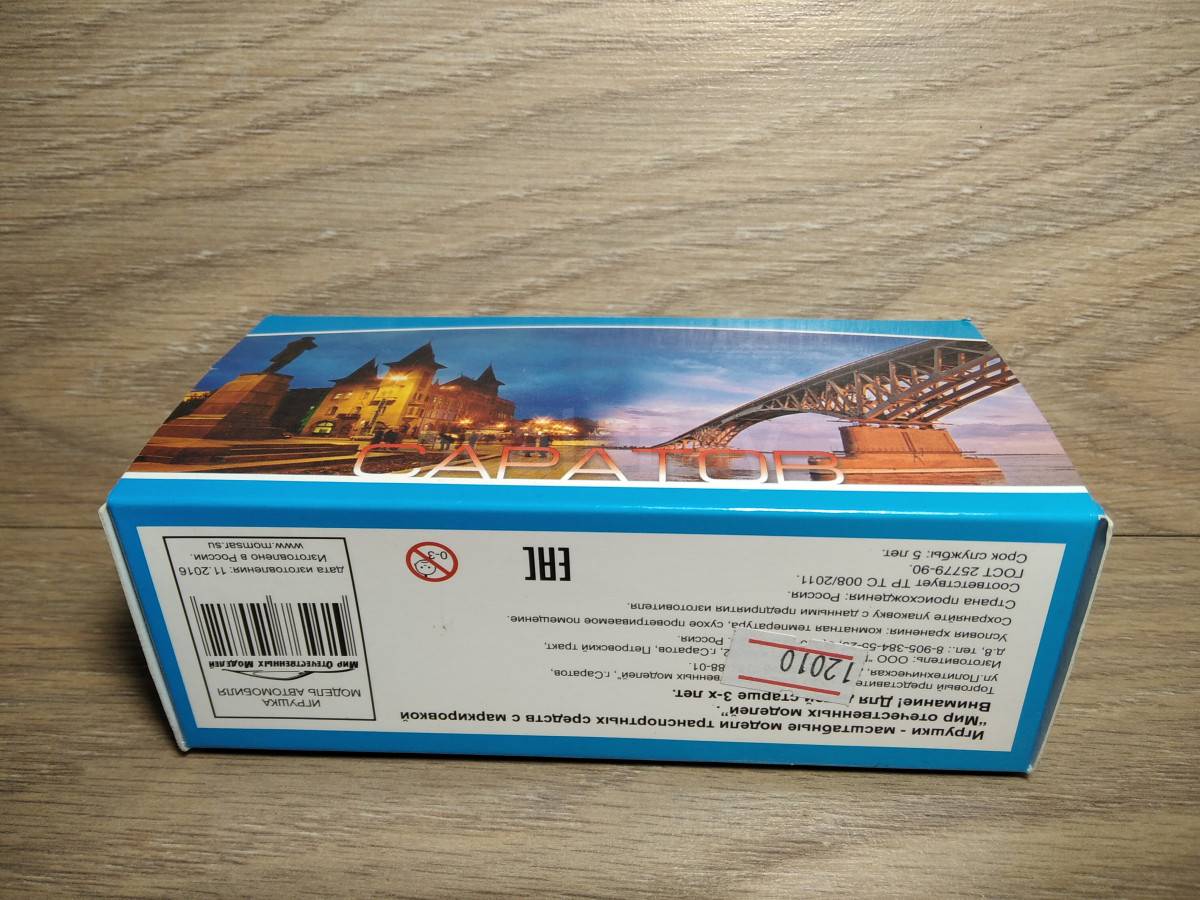 САРАТОВ
Игрушки - масштабные модели транспортных средств с маркировкой
"Мир отечественных моделей".
Внимание! Для старше 3-х лет.
Торговый представите венных моделей", г.Саратов,
ул.Политехническая, 88-01
Изготовитель: ООО г.Саратов, Петровский тракт,
д.8, тел.: 8-905-384-55-25, Россия.
Условия хранения: комнатная температура, сухое проветриваемое помещение.
Сохраняйте упаковку с данными предприятия изготовителя.
Страна происхождения: Россия.
Соответствует ТР ТС 008/2011.
ГОСТ 25779-90.
Срок службы: 5 лет.
12010
EAC
0-3
ИГРУШКА
МОДЕЛЬ АВТОМОБИЛЯ
Мир Отечественных Моделей
дата изготовления: 11.2016
Изготовлено в России.
www.momsar.su